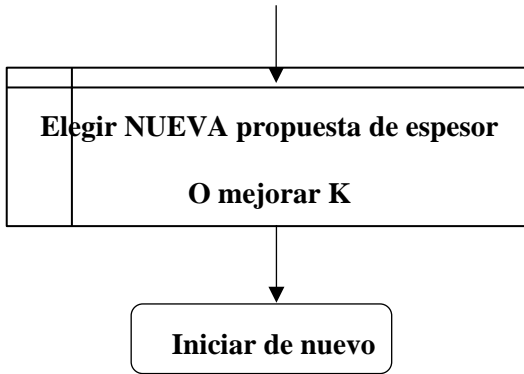 Elegir NUEVA propuesta de espesor
O mejorar K
Iniciar de nuevo